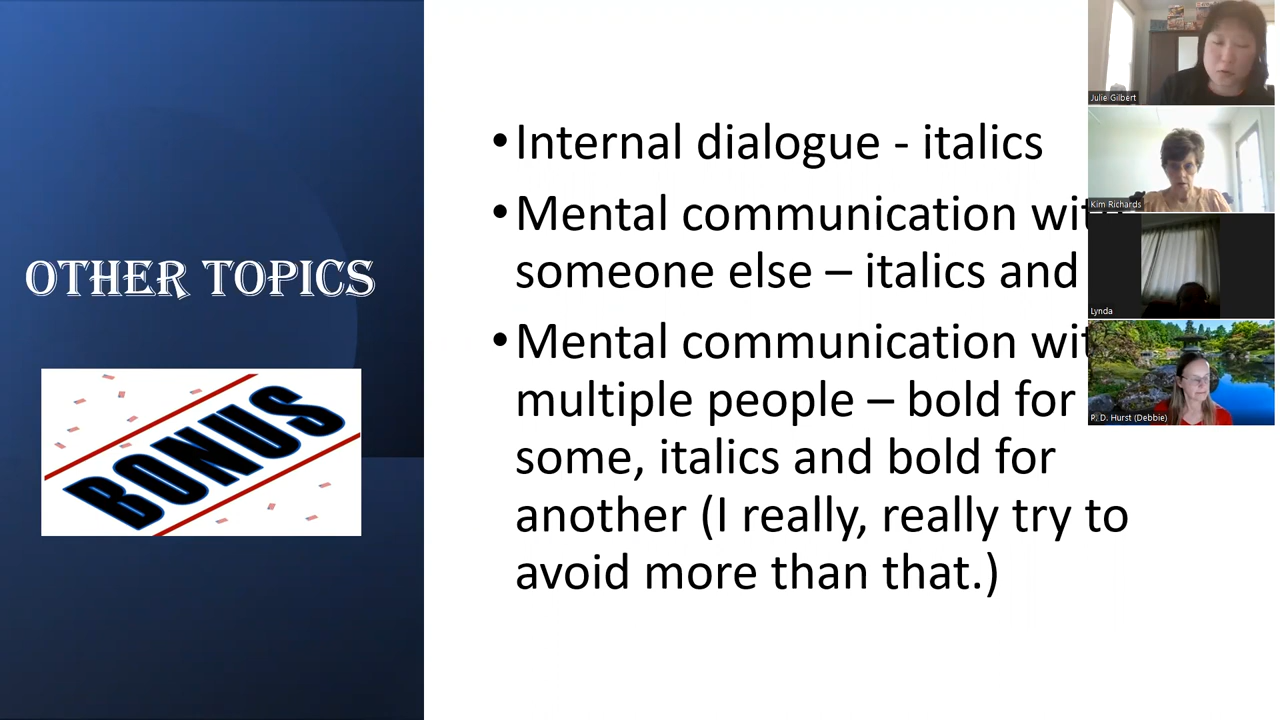 OTHER TOPICS
BONUS
•Internal dialogue - italics
•Mental communication
someone else – italics and
•Mental communication
multiple people – bold for
some, italics and bold for
another (I really, really try to
avoid more than that.)
Julie Gilbert
Kim Richards
Lynda
P. D. Hurst (Debbie)